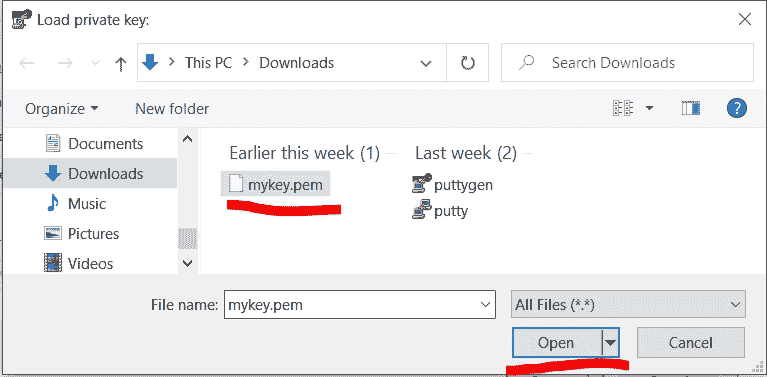 Load private key:
This PC > Downloads
Search Downloads
Organize
New folder
Documents
Downloads
Music
Pictures
Videos
Earlier this week (1)
mykey.pem
Last week (2)
puttygen
putty
File name:
mykey.pem
All Files (*.*)
Open
Cancel